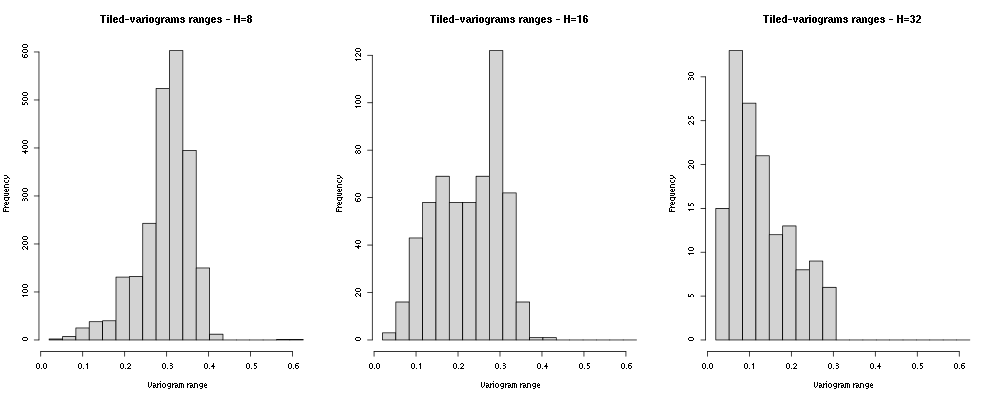 Tiled-variograms ranges - H=8
Frequency
0 100 200 300 400 500 600
0.0 0.1 0.2 0.3 0.4 0.5 0.6
Variogram range
Tiled-variograms ranges - H=16
Frequency
0 20 40 60 80 100 120
0.0 0.1 0.2 0.3 0.4 0.5 0.6
Variogram range
Tiled-variograms ranges - H=32
Frequency
0 5 10 15 20 25 30
0.0 0.1 0.2 0.3 0.4 0.5 0.6
Variogram range